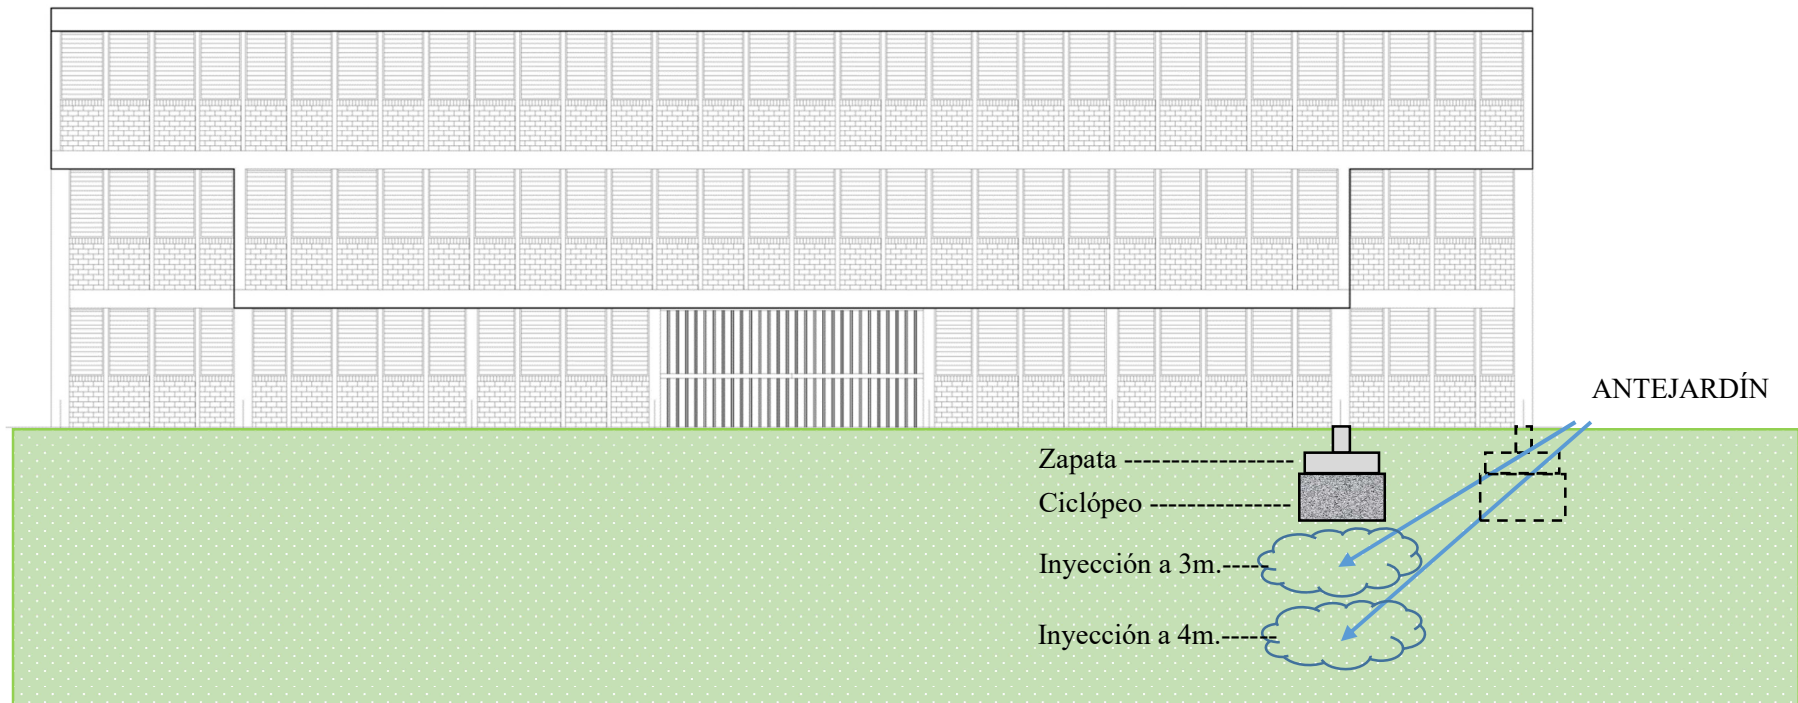 ANTEJARDÍN
Zapata
Ciclópeo
Inyección a 3m.
Inyección a 4m.